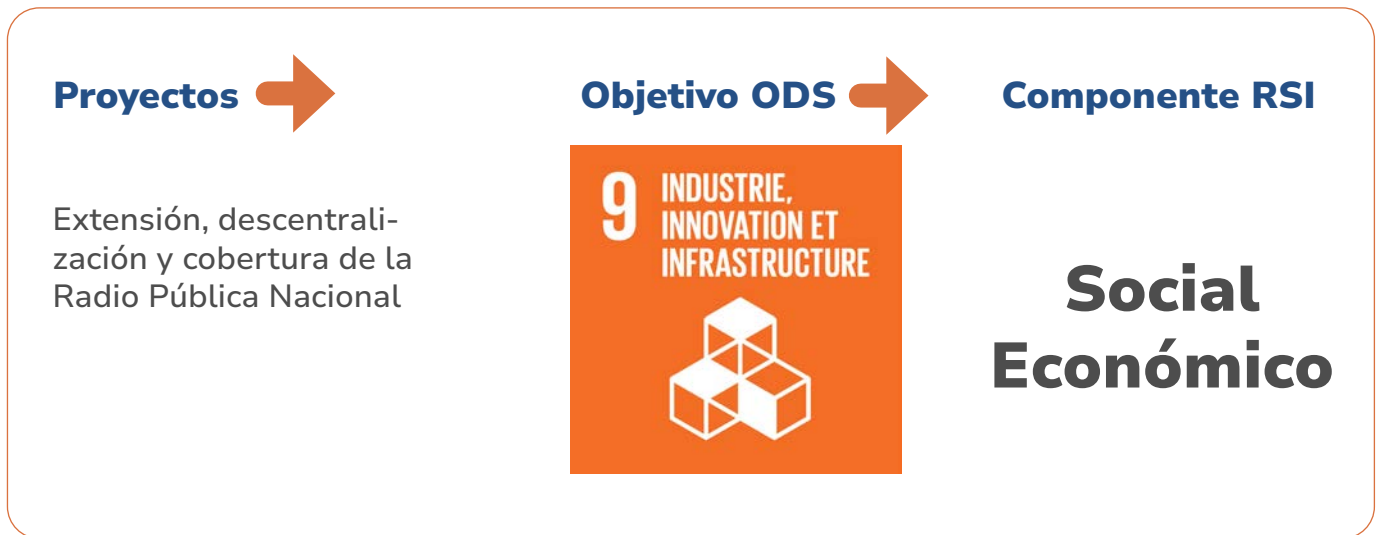 Proyectos
Objetivo ODS
Componente RSI
Extensión, descentrali-
zación y cobertura de la
Radio Pública Nacional
9 INDUSTRIE,
INNOVATION ET
INFRASTRUCTURE
Social
Económico